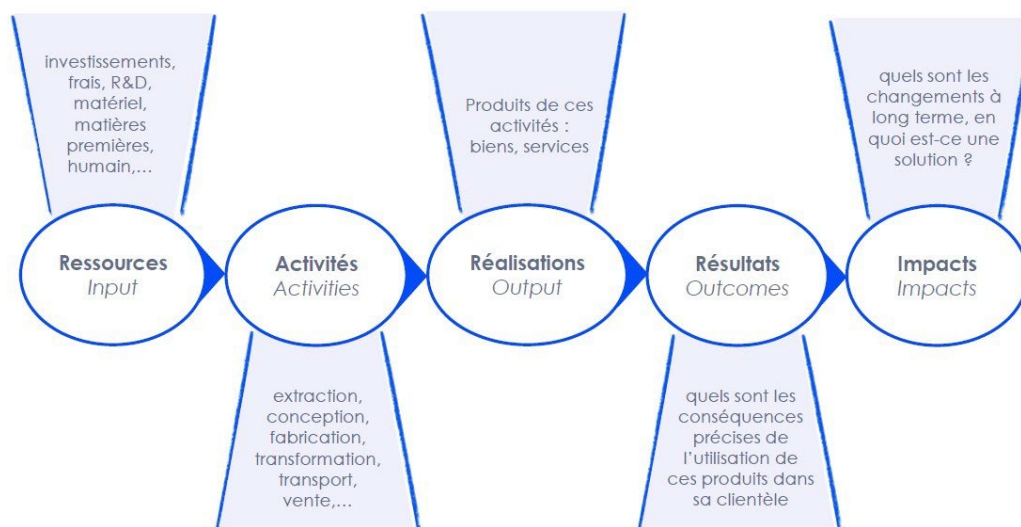 investissements,
frais, R&D,
matériel,
matières
premières,
humain,...
Produits de ces
activités :
biens, services
quels sont les
changements à
long terme, en
quoi est-ce une
solution ?
Ressources
Input
Activités
Activities
Réalisations
Output
Résultats
Outcomes
Impacts
Impacts
extraction,
conception,
fabrication,
transformation,
transport,
vente,...
quels sont les
conséquences
précises de
l'utilisation de
ces produits dans
sa clientèle